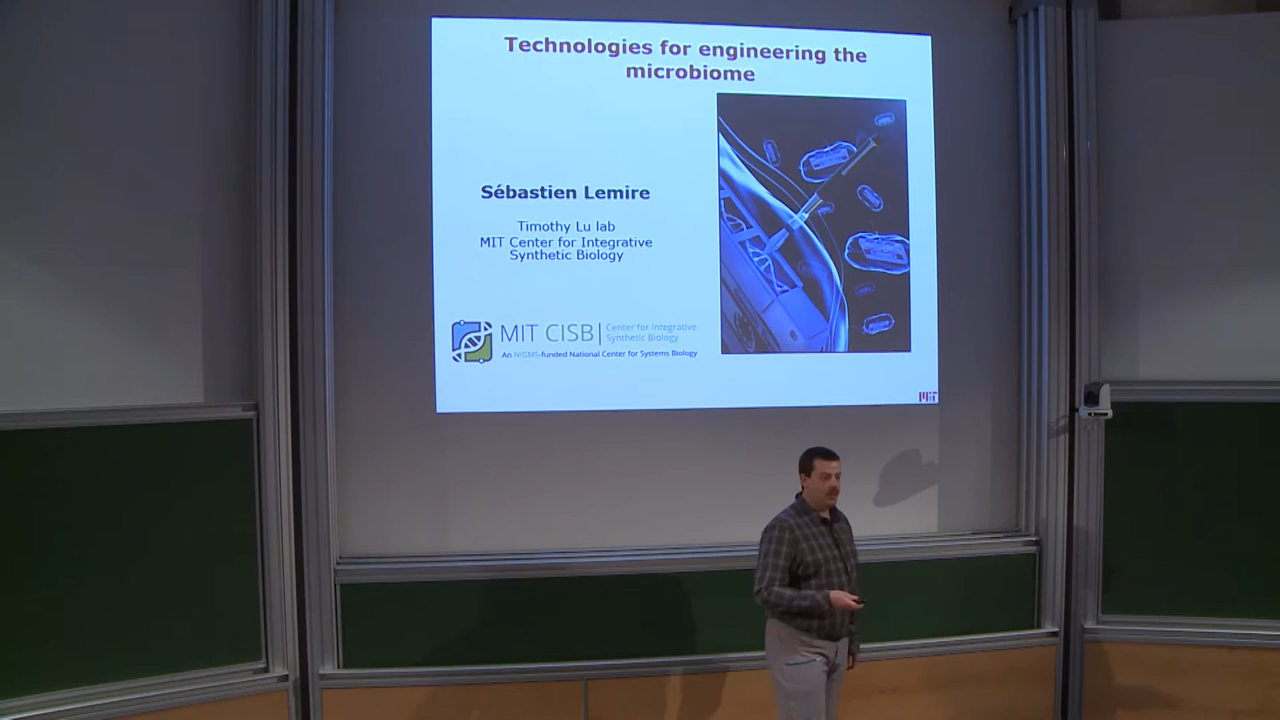 Technologies for engineering the
microbiome
Sébastien Lemire
Timothy Lu lab
MIT Center for Integrative
Synthetic Biology
MIT CISB
Center for Integrative
Synthetic Biology
An NIGMS-funded National Center for Systems Biology
MIT